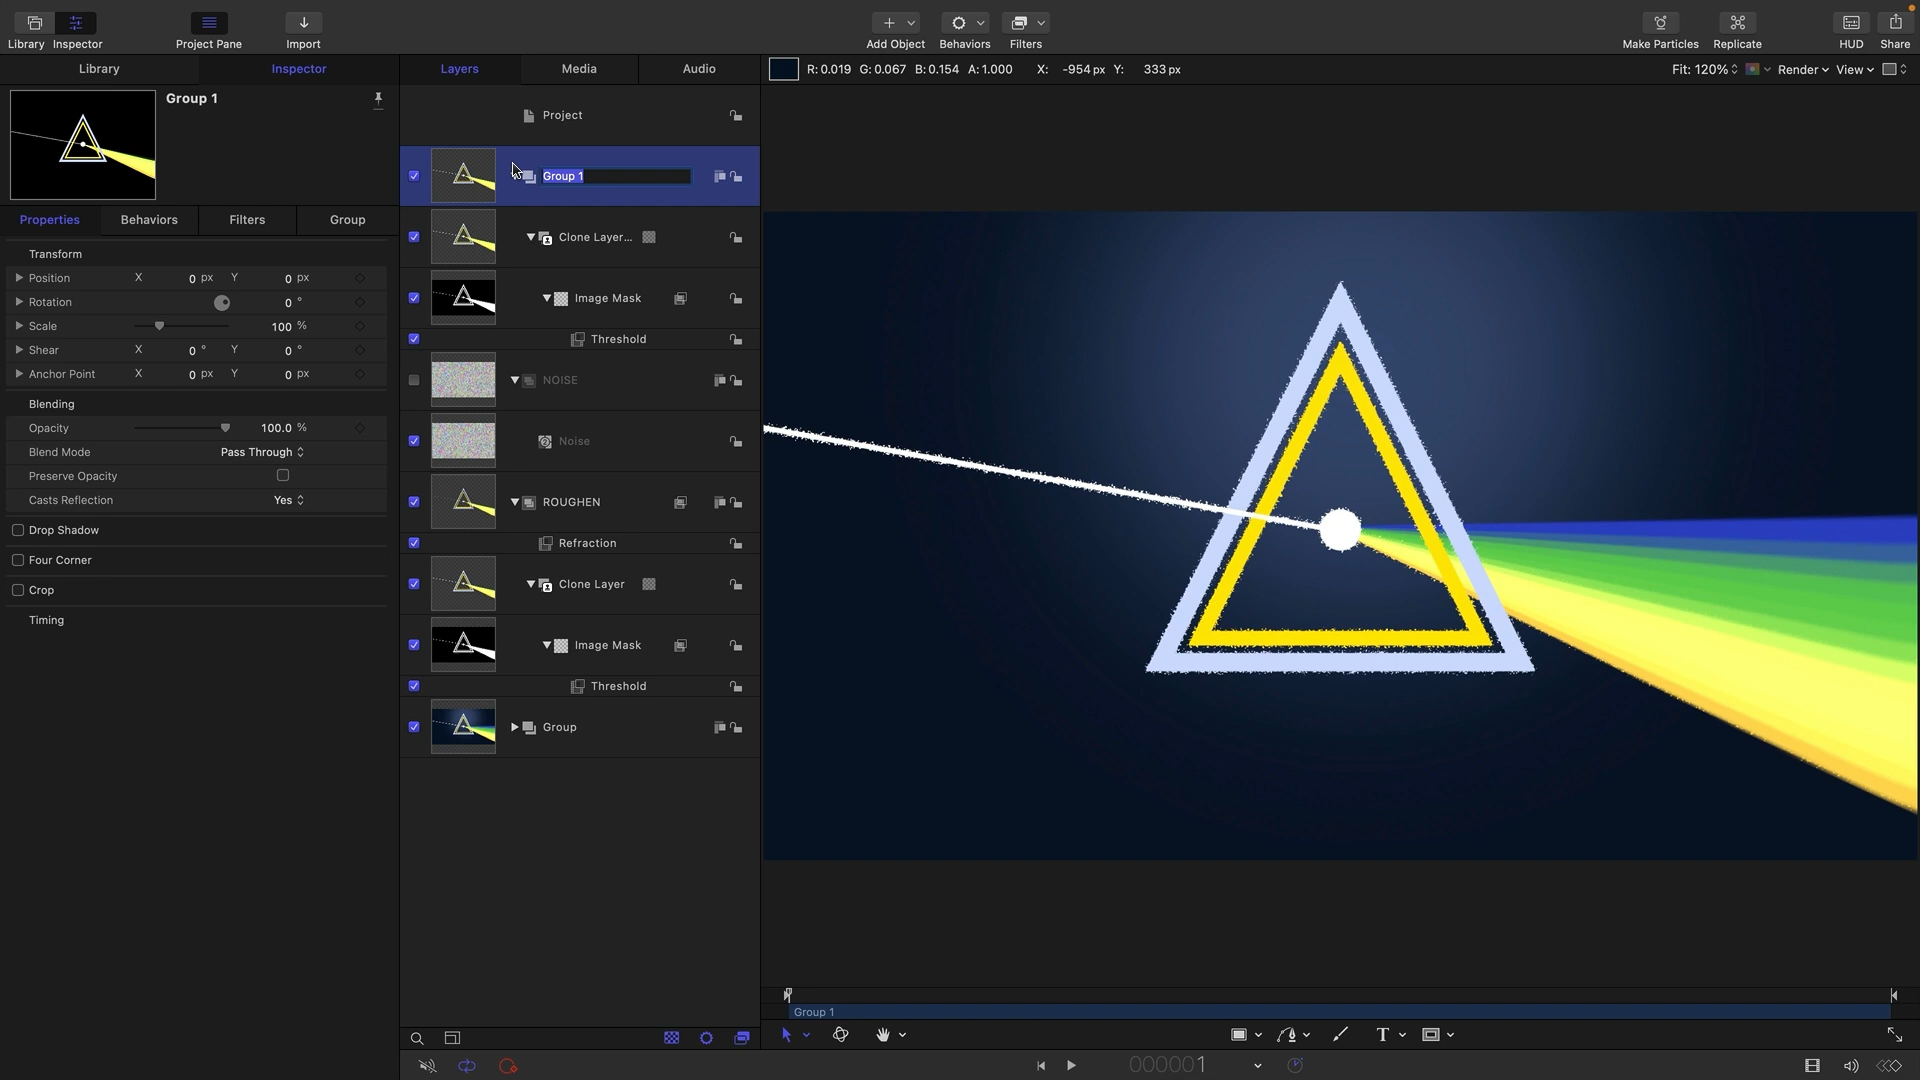 Library Inspector Project Pane Import Add Object Behaviors Filters Make Particles Replicate HUD Share
Library Inspector Layers Media Audio R: 0.019 G: 0.067 B: 0.154 A: 1.000 X: -954 px Y: 333 px Fit: 120% Render View
Group 1
Properties Behaviors Filters Group
Transform
Position X 0 px Y 0 px
Rotation 0 °
Scale 100 %
Shear X 0 ° Y 0 °
Anchor Point X 0 px Y 0 px
Blending
Opacity 100.0 %
Blend Mode Pass Through
Preserve Opacity
Casts Reflection Yes
Drop Shadow
Four Corner
Crop
Timing
Project
Group 1
Clone Layer...
Image Mask
Threshold
NOISE
Noise
ROUGHEN
Refraction
Clone Layer
Image Mask
Threshold
Group
Group 1
T
000001